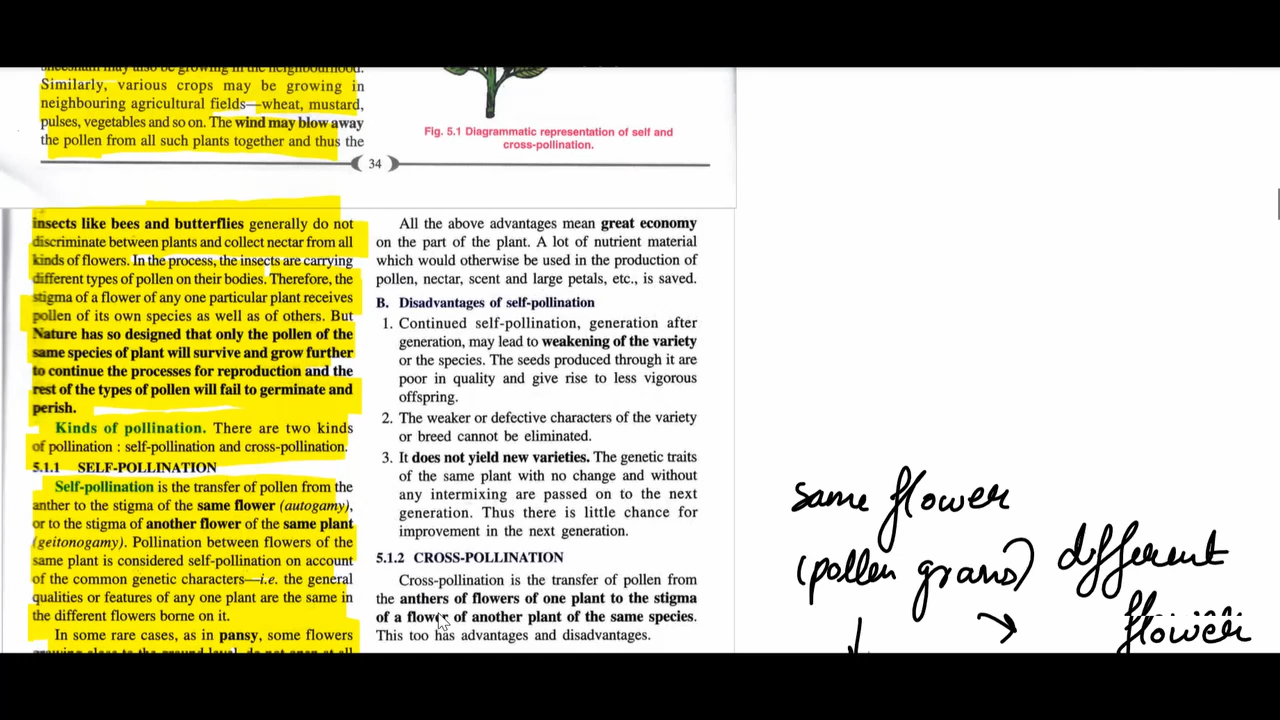 sheesham may also be growing in the neighbourhood.
Similarly, various crops may be growing in
neighbouring agricultural fields—wheat, mustard,
pulses, vegetables and so on. The wind may blow away
the pollen from all such plants together and thus the
Fig. 5.1 Diagrammatic representation of self and
cross-pollination.
34
insects like bees and butterflies generally do not
discriminate between plants and collect nectar from all
kinds of flowers. In the process, the insects are carrying
different types of pollen on their bodies. Therefore, the
stigma of a flower of any one particular plant receives
pollen of its own species as well as of others. But
Nature has so designed that only the pollen of the
same species of plant will survive and grow further
to continue the processes for reproduction and the
rest of the types of pollen will fail to germinate and
perish.
Kinds of pollination. There are two kinds
of pollination : self-pollination and cross-pollination.
5.1.1 SELF-POLLINATION
Self-pollination is the transfer of pollen from the
anther to the stigma of the same flower (autogamy),
or to the stigma of another flower of the same plant
(geitonogamy). Pollination between flowers of the
same plant is considered self-pollination on account
of the common genetic characters—i.e. the general
qualities or features of any one plant are the same in
the different flowers borne on it.
In some rare cases, as in pansy, some flowers
growing close to the ground level, do not open at all
All the above advantages mean great economy
on the part of the plant. A lot of nutrient material
which would otherwise be used in the production of
pollen, nectar, scent and large petals, etc., is saved.
B. Disadvantages of self-pollination
1. Continued self-pollination, generation after
generation, may lead to weakening of the variety
or the species. The seeds produced through it are
poor in quality and give rise to less vigorous
offspring.
2. The weaker or defective characters of the variety
or breed cannot be eliminated.
3. It does not yield new varieties. The genetic traits
of the same plant with no change and without
any intermixing are passed on to the next
generation. Thus there is little chance for
improvement in the next generation.
5.1.2 CROSS-POLLINATION
Cross-pollination is the transfer of pollen from
the anthers of flowers of one plant to the stigma
of a flower of another plant of the same species.
This too has advantages and disadvantages.
same flower
(pollen grans)
different
flower